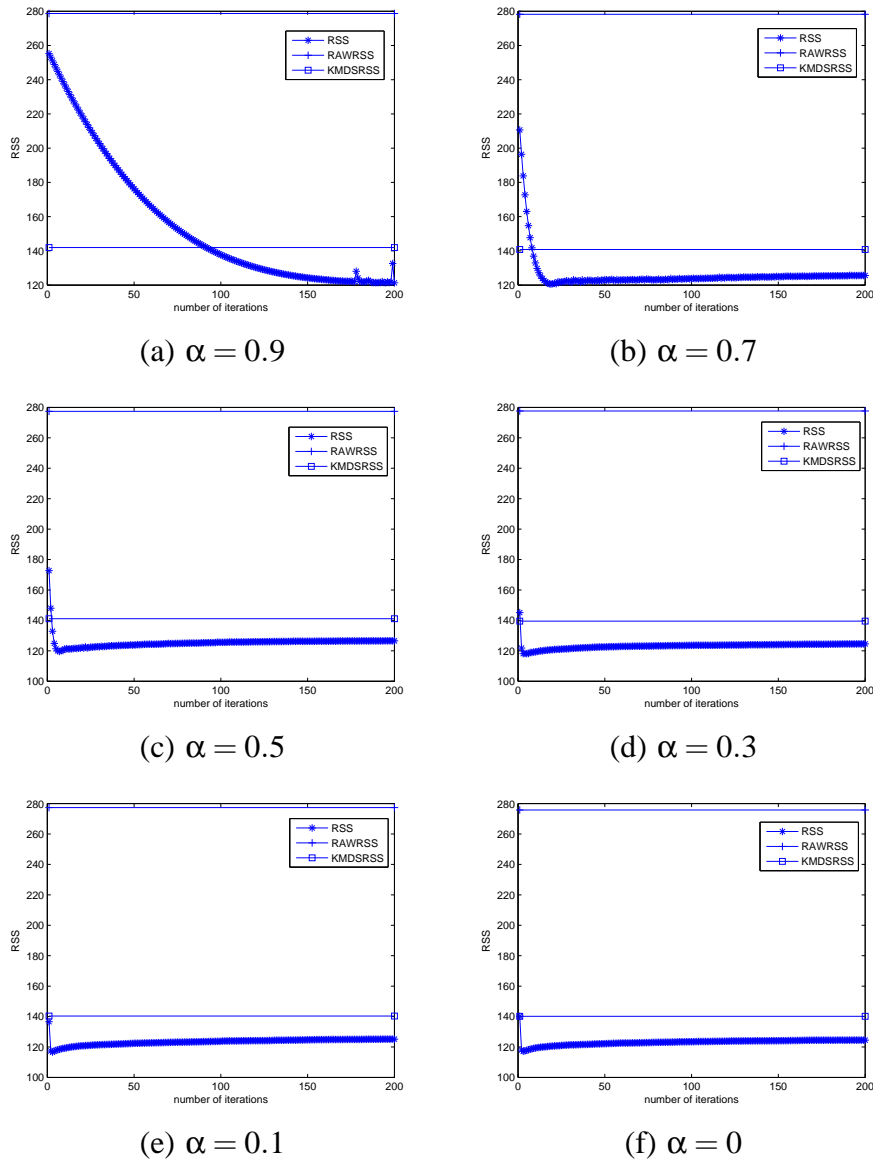 280
260
240
220
200
180
160
140
120
0
50
100
150
200
RSS
number of iterations
RSS
RAWRSS
KMDSRSS
(a) α = 0.9
280
260
240
220
200
180
160
140
120
0
50
100
150
200
RSS
number of iterations
RSS
RAWRSS
KMDSRSS
(b) α = 0.7
280
260
240
220
200
180
160
140
120
100
0
50
100
150
200
RSS
number of iterations
RSS
RAWRSS
KMDSRSS
(c) α = 0.5
280
260
240
220
200
180
160
140
120
100
0
50
100
150
200
RSS
number of iterations
RSS
RAWRSS
KMDSRSS
(d) α = 0.3
280
260
240
220
200
180
160
140
120
100
0
50
100
150
200
RSS
number of iterations
RSS
RAWRSS
KMDSRSS
(e) α = 0.1
280
260
240
220
200
180
160
140
120
100
0
50
100
150
200
RSS
number of iterations
RSS
RAWRSS
KMDSRSS
(f) α = 0